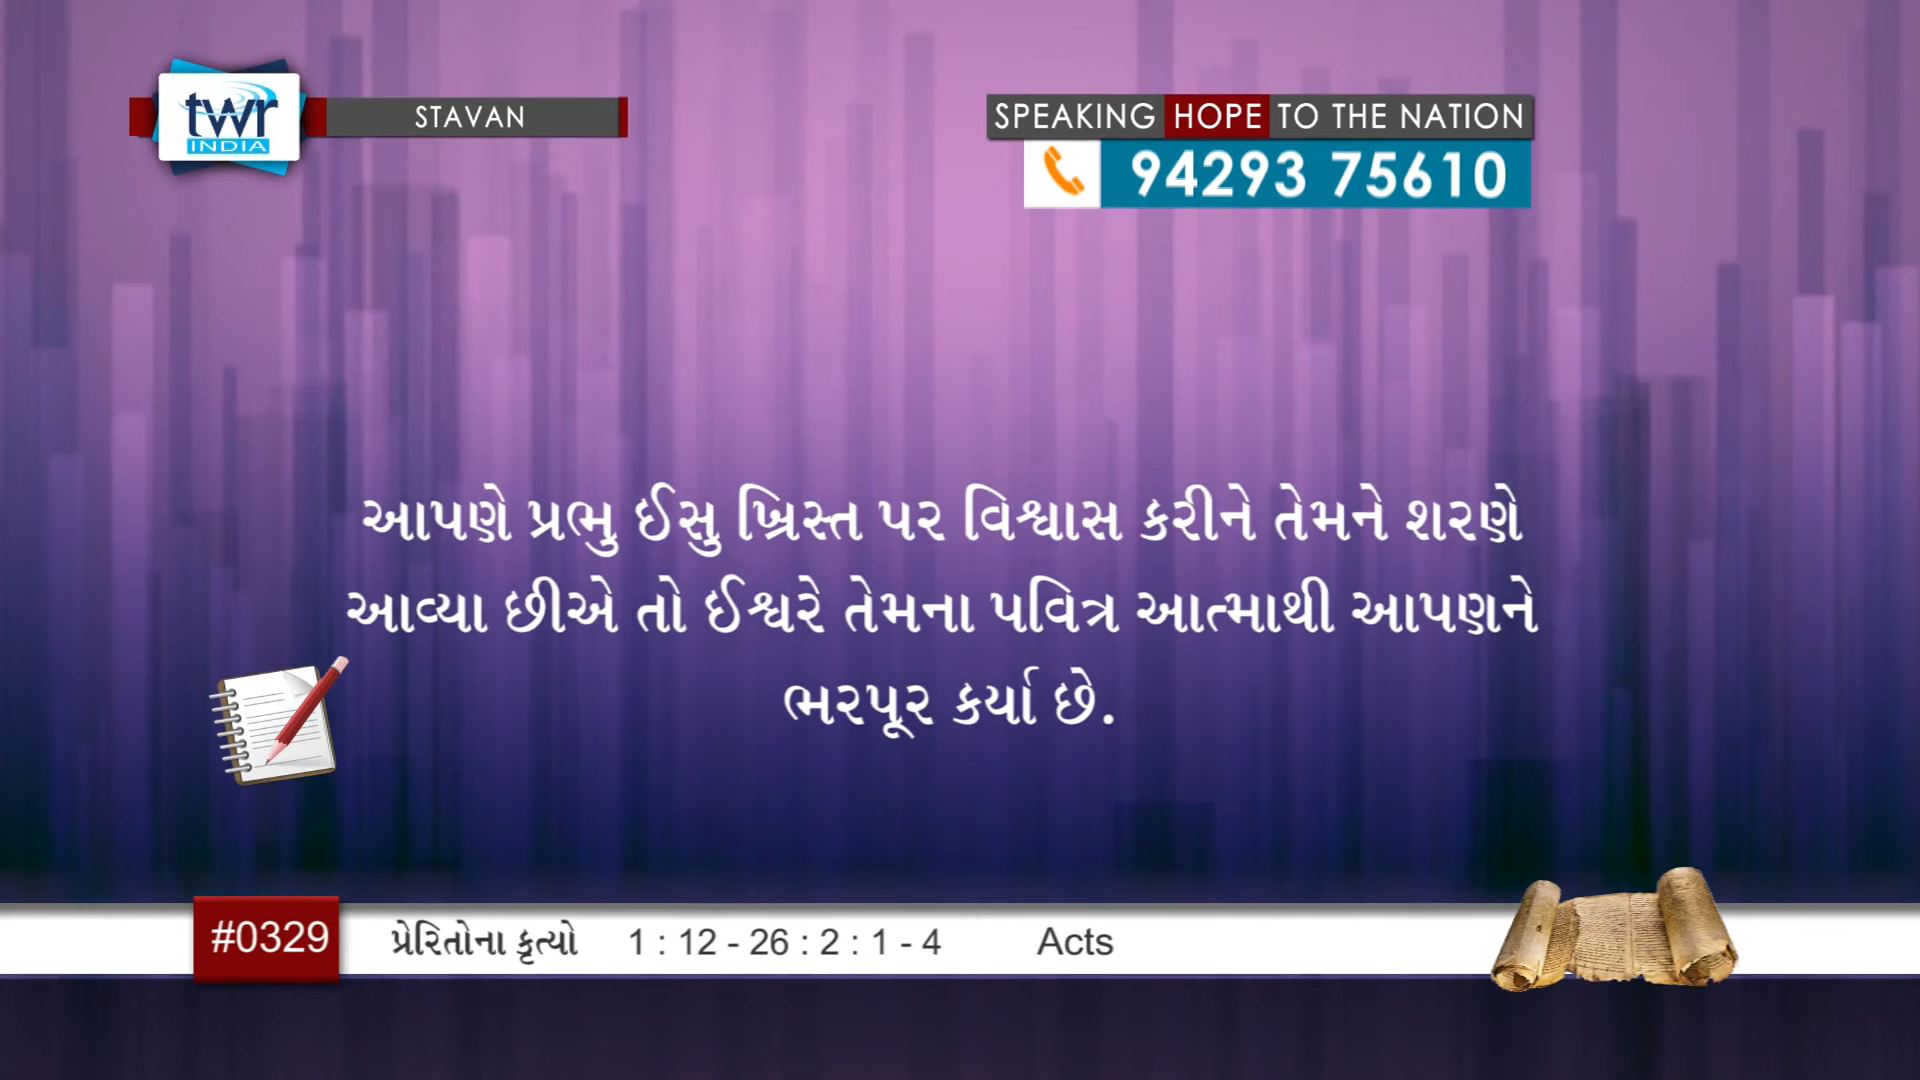 twr
INDIA
STAVAN
SPEAKING HOPE TO THE NATION
94293 75610
આપણે પ્રભુ ઈસુ ખ્રિસ્ત પર વિશ્વાસ કરીને તેમને શરણે
આવ્યા છીએ તો ઈશ્વરે તેમના પવિત્ર આત્માથી આપણને
ભરપૂર કર્યા છે.
#0329 પ્રેરિતોના કૃત્યો 1 : 12 - 26 : 2 : 1 - 4 Acts